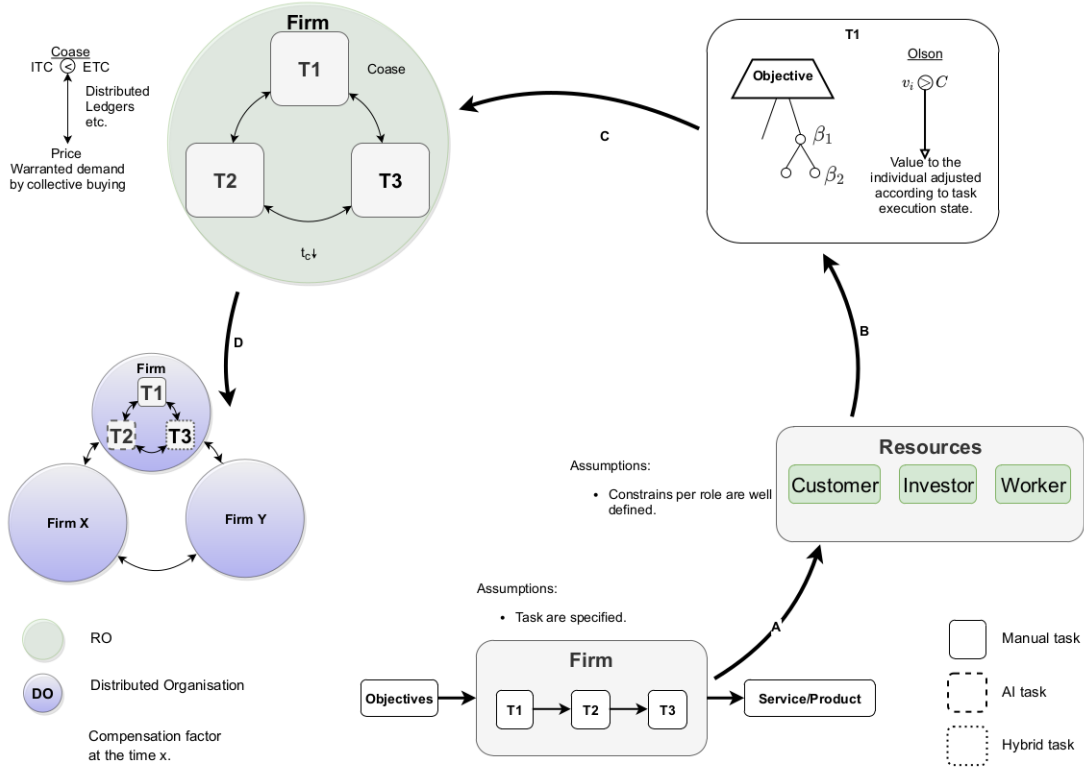 Firm
T1
Coase
T2
T3
t_c↓
Coase
ITC < ETC
Distributed
Ledgers
etc.
Price
Warranted demand
by collective buying
T1
Objective
β1
β2
Olson
v_i > C
Value to the
individual adjusted
according to task
execution state.
C
B
D
A
Firm
T1
T2
T3
Firm X
Firm Y
Resources
Customer
Investor
Worker
Assumptions:
• Constrains per role are well
defined.
Assumptions:
• Task are specified.
Firm
Objectives
T1
T2
T3
Service/Product
RO
DO
Distributed Organisation
Compensation factor
at the time x.
Manual task
AI task
Hybrid task